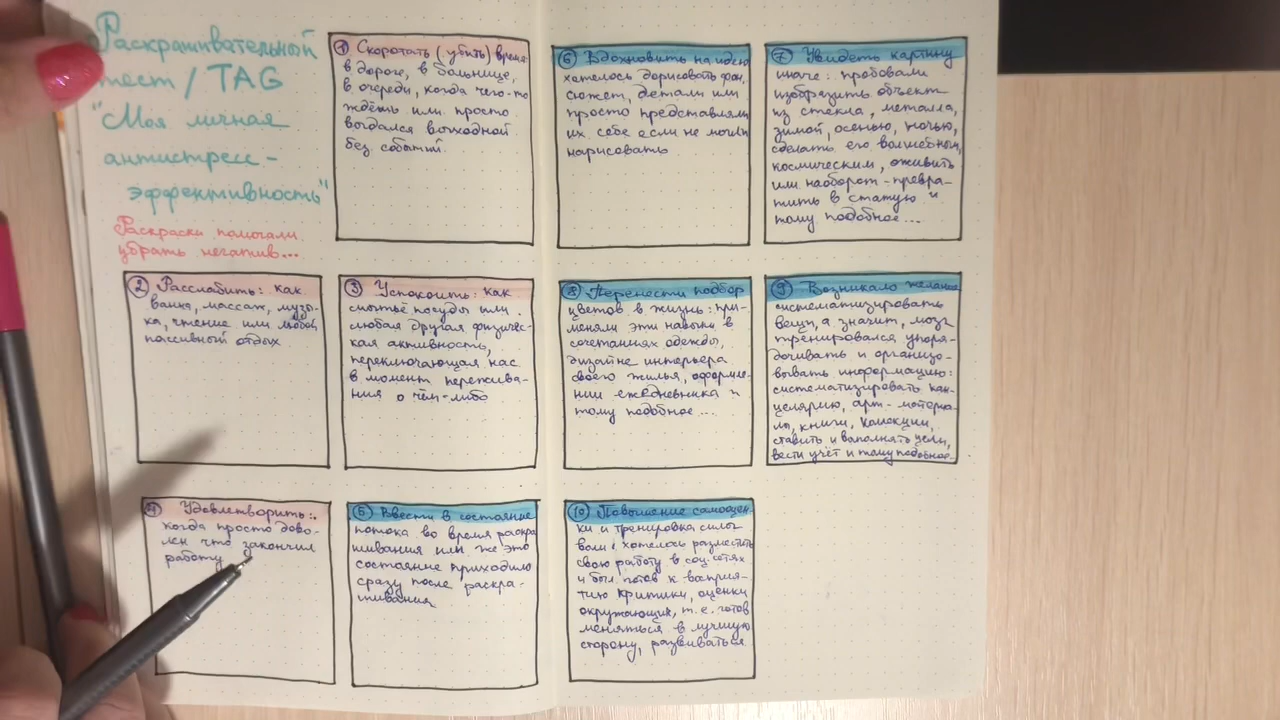 Раскрашивательный
тест / TAG
"Моя личная
антистресс -
эффективность"
Раскраски помогали
убрать негатив...
1 Скоротать (убить) время:
в дороге, в больнице,
в очереди, когда чего-то
ждёшь или просто
выдался выходной
без событий.
2 Расслабить: как
ванна, массаж, музы-
ка, чтение или любой
пассивный отдых
3 Успокоить: как
мытьё посуды или
любая другая физичес-
кая активность,
переключающая нас
в момент пережива-
ния о чём-либо
4 Удовлетворить:
когда просто дово-
лен что закончил
работу
5 Ввести в состояние
потока во время раскра-
шивания или же это
состояние приходило
сразу после раскра-
шивания
6 Вдохновить на идею
хотелось дорисовать фон,
сюжет, детали или
просто представляли
их себе если не могли
нарисовать
7 Увидеть картину
иначе: пробовали
изобразить объект
из стекла, металла,
зимой, осенью, ночью,
сделать его волшебным,
космическим, оживить
или наоборот - превра-
тить в статую и
тому подобное...
8 Перенести подбор
цветов в жизнь: при-
меняли эти навыки в
сочетаниях одежды,
дизайне интерьера
своего жилья, оформле-
нии ежедневника и
тому подобное...
9 Возникало желание
систематизировать
вещи, а значит, мозг
тренировался упоря-
дочивать и организо-
вывать информацию:
систематизировать кан-
целярию, арт-материа-
лы, книги, коллекции,
ставить и выполнять цели,
вести учёт и тому подобное..
10 Повышение самооцен-
ки и тренировка силы
воли: хотелось разместить
свою работу в соц. сетях
и был готов к восприя-
тию критики, оценки
окружающих, т.е. готов
меняться в лучшую
сторону, развиваться